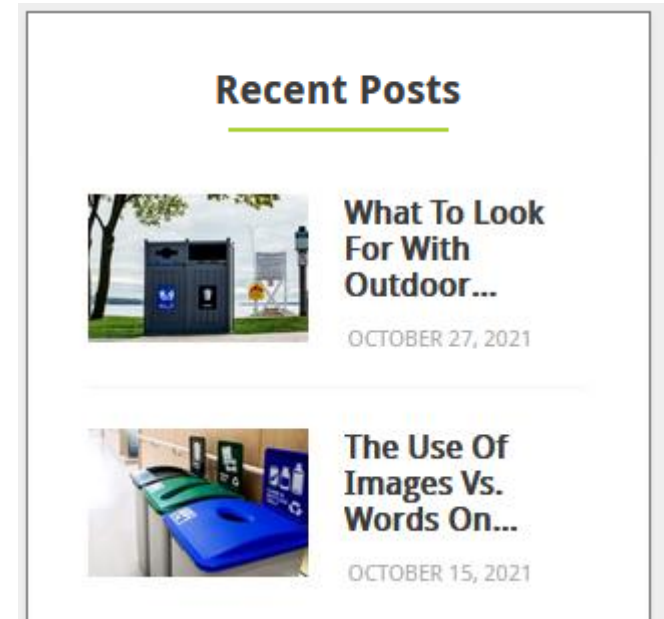 Recent Posts
What To Look
For With
Outdoor...
OCTOBER 27, 2021
The Use Of
Images Vs.
Words On...
OCTOBER 15, 2021